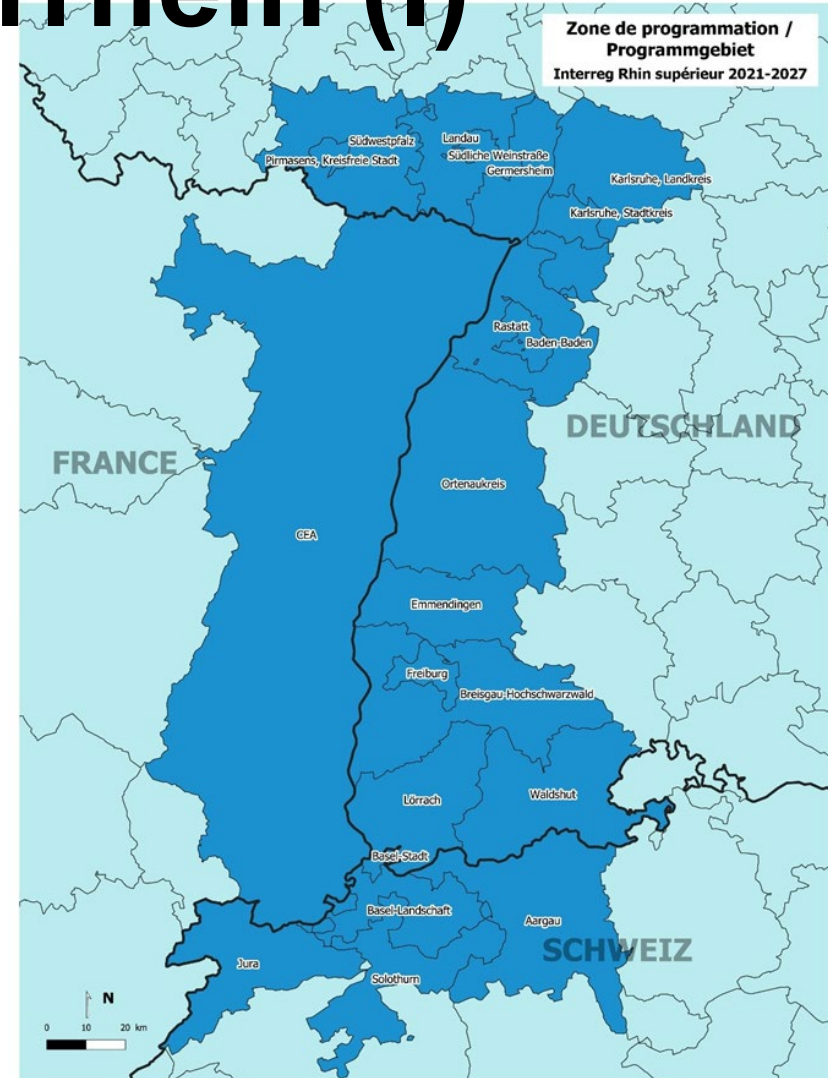 rrhein (I)
Zone de programmation /
Programmgebiet
Interreg Rhin supérieur 2021-2027
Südwestpfalz
Landau
Pirmasens, Kreisfreie Stadt
Südliche Weinstraße
Germersheim
Karlsruhe, Landkreis
Karlsruhe, Stadtkreis
Rastatt
Baden-Baden
DEUTSCHLAND
FRANCE
Ortenaukreis
CEA
Emmendingen
Freiburg
Breisgau-Hochschwarzwald
Lörrach
Waldshut
Basel-Stadt
Basel-Landschaft
Aargau
SCHWEIZ
Jura
Solothurn
N
0 10 20 km